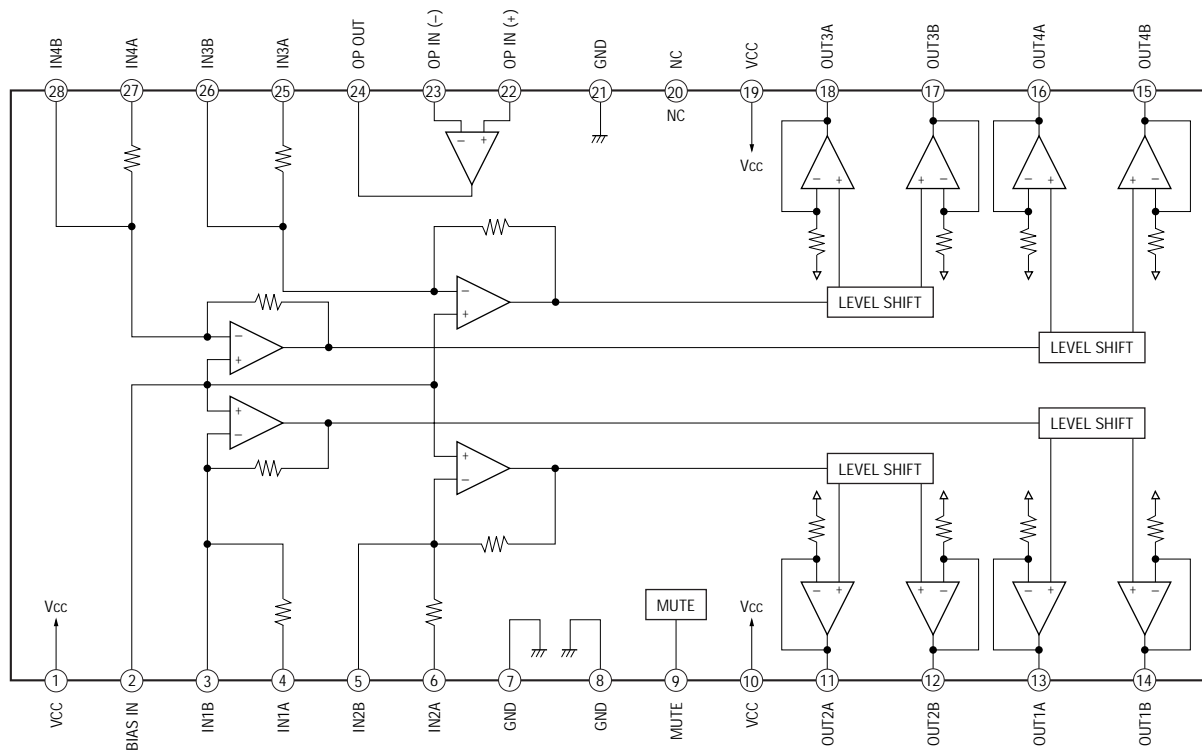 IN4B IN4A IN3B IN3A OP OUT OP IN (−) OP IN (+) GND NC VCC OUT3A OUT3B OUT4A OUT4B
28 27 26 25 24 23 22 21 20 19 18 17 16 15
NC
− +
Vcc
− + + − − + + −
−
+
LEVEL SHIFT
−
+
LEVEL SHIFT
+
−
LEVEL SHIFT
+
−
LEVEL SHIFT
− + + − − + + −
Vcc
MUTE
Vcc
1 2 3 4 5 6 7 8 9 10 11 12 13 14
VCC BIAS IN IN1B IN1A IN2B IN2A GND GND MUTE VCC OUT2A OUT2B OUT1A OUT1B